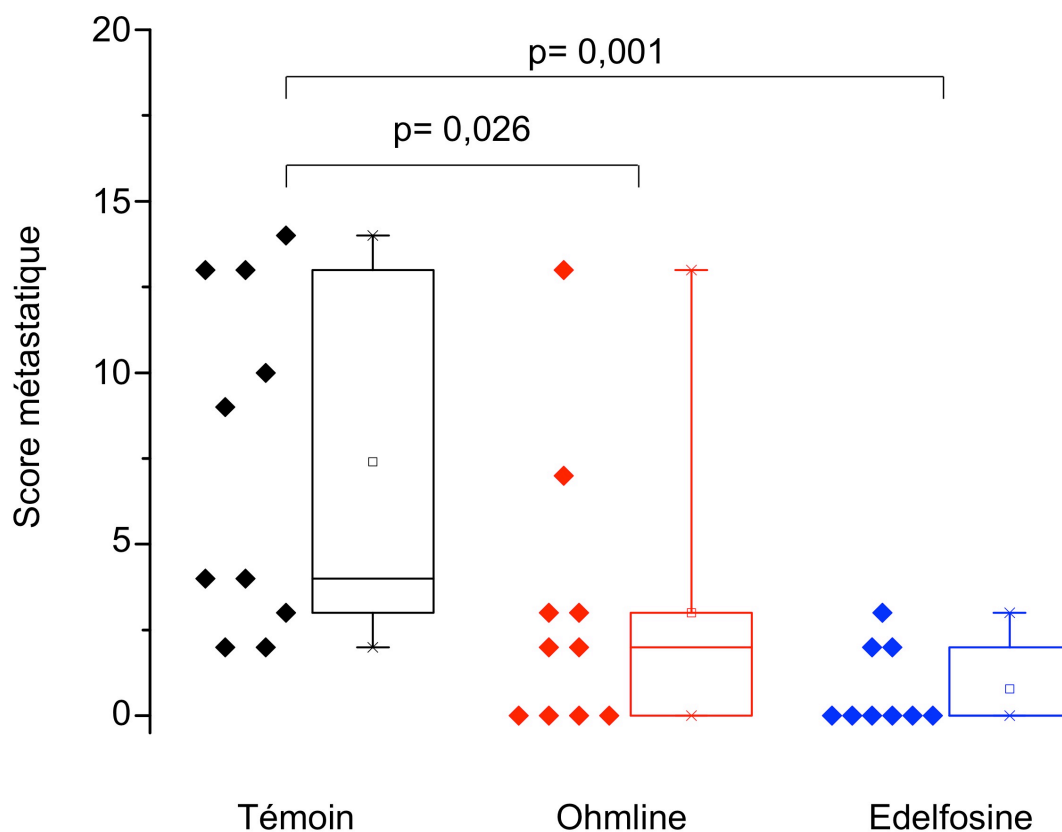 20
p= 0,001
p= 0,026
15
10
5
0
Score métastatique
Témoin Ohmline Edelfosine